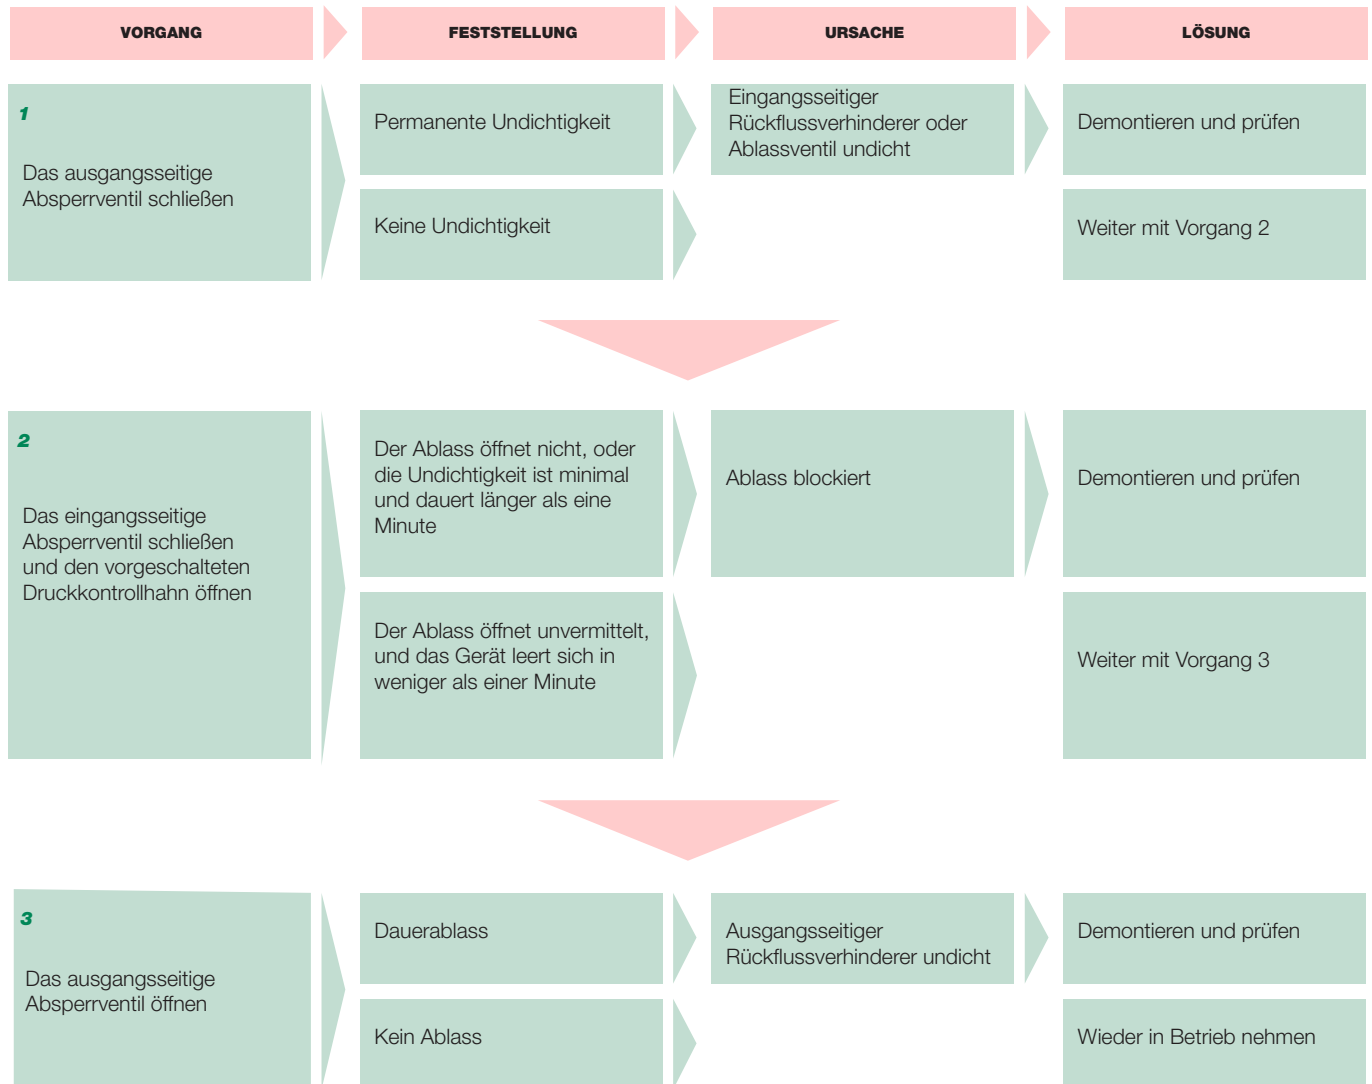 VORGANG
FESTSTELLUNG
URSACHE
LÖSUNG
1
Das ausgangsseitige
Absperrventil schließen
Permanente Undichtigkeit
Eingangsseitiger
Rückflussverhinderer oder
Ablassventil undicht
Demontieren und prüfen
Keine Undichtigkeit
Weiter mit Vorgang 2
2
Das eingangsseitige
Absperrventil schließen
und den vorgeschalteten
Druckkontrollhahn öffnen
Der Ablass öffnet nicht, oder
die Undichtigkeit ist minimal
und dauert länger als eine
Minute
Ablass blockiert
Demontieren und prüfen
Der Ablass öffnet unvermittelt,
und das Gerät leert sich in
weniger als einer Minute
Weiter mit Vorgang 3
3
Das ausgangsseitige
Absperrventil öffnen
Dauerablass
Ausgangsseitiger
Rückflussverhinderer undicht
Demontieren und prüfen
Kein Ablass
Wieder in Betrieb nehmen